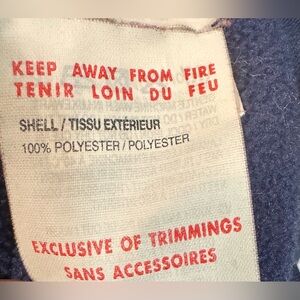 KEEP AWAY FROM FIRE
TENIR LOIN DU FEU
SHELL / TISSU EXTÉRIEUR
100% POLYESTER / POLYESTER
EXCLUSIVE OF TRIMMINGS
SANS ACCESSOIRES